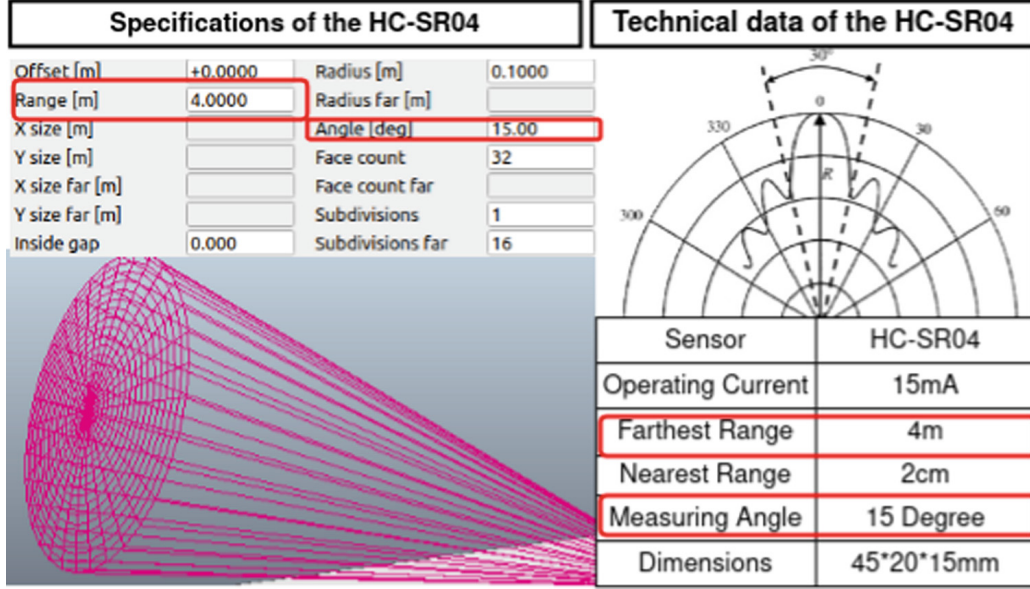 Specifications of the HC-SR04
Offset [m] +0.0000 Radius [m] 0.1000
Range [m] 4.0000 Radius far [m]
X size [m] Angle [deg] 15.00
Y size [m] Face count 32
X size far [m] Face count far
Y size far [m] Subdivisions 1
Inside gap 0.000 Subdivisions far 16
Technical data of the HC-SR04
30°
0
330 30
R
300 60
Sensor HC-SR04
Operating Current 15mA
Farthest Range 4m
Nearest Range 2cm
Measuring Angle 15 Degree
Dimensions 45*20*15mm